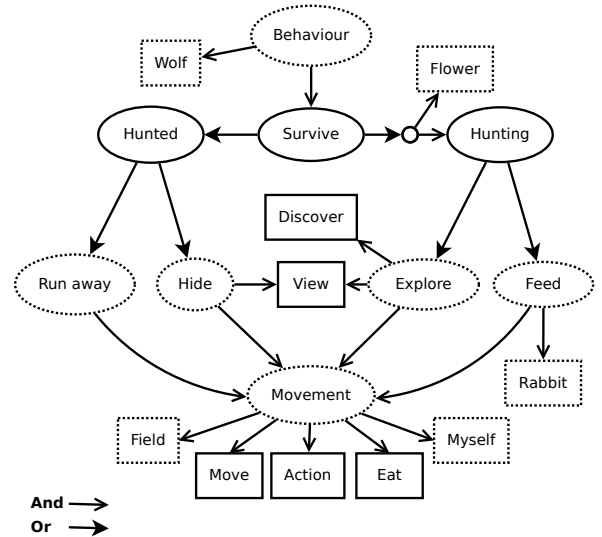 Behaviour
Wolf
Flower
Hunted
Survive
Hunting
Discover
Run away
Hide
View
Explore
Feed
Rabbit
Movement
Field
Myself
Move
Action
Eat
And
Or